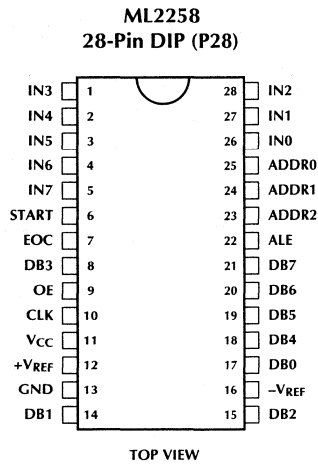 ML2258
28-Pin DIP (P28)
IN3 1 28 IN2
IN4 2 27 IN1
IN5 3 26 IN0
IN6 4 25 ADDR0
IN7 5 24 ADDR1
START 6 23 ADDR2
EOC 7 22 ALE
DB3 8 21 DB7
OE 9 20 DB6
CLK 10 19 DB5
VCC 11 18 DB4
+VREF 12 17 DB0
GND 13 16 –VREF
DB1 14 15 DB2
TOP VIEW